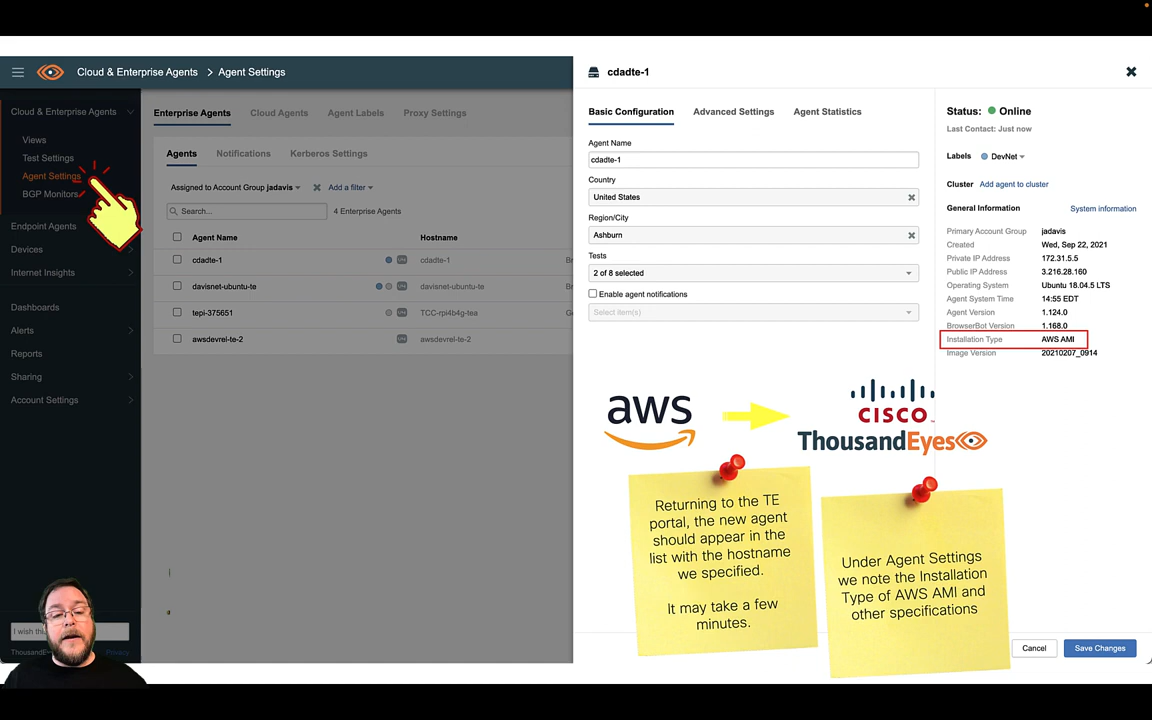 Cloud & Enterprise Agents > Agent Settings
Cloud & Enterprise Agents
Views
Test Settings
Agent Settings
BGP Monitors
Endpoint Agents
Devices
Internet Insights
Dashboards
Alerts
Reports
Sharing
Account Settings
Enterprise Agents
Cloud Agents
Agent Labels
Proxy Settings
Agents
Notifications
Kerberos Settings
Assigned to Account Group jadavis
Add a filter
Search...
4 Enterprise Agents
Agent Name
Hostname
cdadte-1
cdadte-1
davisnet-ubuntu-te
davisnet-ubuntu-te
tepi-375651
TCC-rpi4b4g-tea
awsdevrel-te-2
awsdevrel-te-2
Privacy
cdadte-1
Basic Configuration
Advanced Settings
Agent Statistics
Agent Name
cdadte-1
Country
United States
Region/City
Ashburn
Tests
2 of 8 selected
Enable agent notifications
Select item(s)
Status: Online
Last Contact: Just now
Labels DevNet
Cluster Add agent to cluster
General Information System information
Primary Account Group jadavis
Created Wed, Sep 22, 2021
Private IP Address 172.31.5.5
Public IP Address 3.216.28.160
Operating System Ubuntu 18.04.5 LTS
Agent System Time 14:55 EDT
Agent Version 1.124.0
BrowserBot Version 1.168.0
Installation Type AWS AMI
Image Version 20210207_0914
aws
CISCO
ThousandEyes
Returning to the TE
portal, the new agent
should appear in the
list with the hostname
we specified.
It may take a few
minutes.
Under Agent Settings
we note the Installation
Type of AWS AMI and
other specifications
Cancel
Save Changes